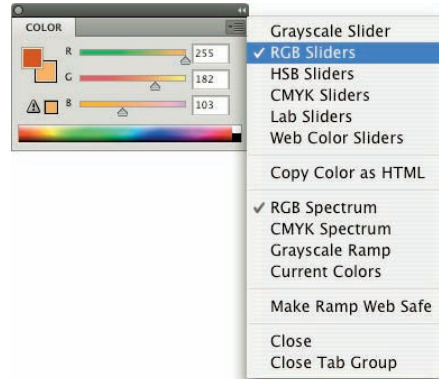 COLOR
R 255
G 182
B 103
Grayscale Slider
✓ RGB Sliders
HSB Sliders
CMYK Sliders
Lab Sliders
Web Color Sliders
Copy Color as HTML
✓ RGB Spectrum
CMYK Spectrum
Grayscale Ramp
Current Colors
Make Ramp Web Safe
Close
Close Tab Group